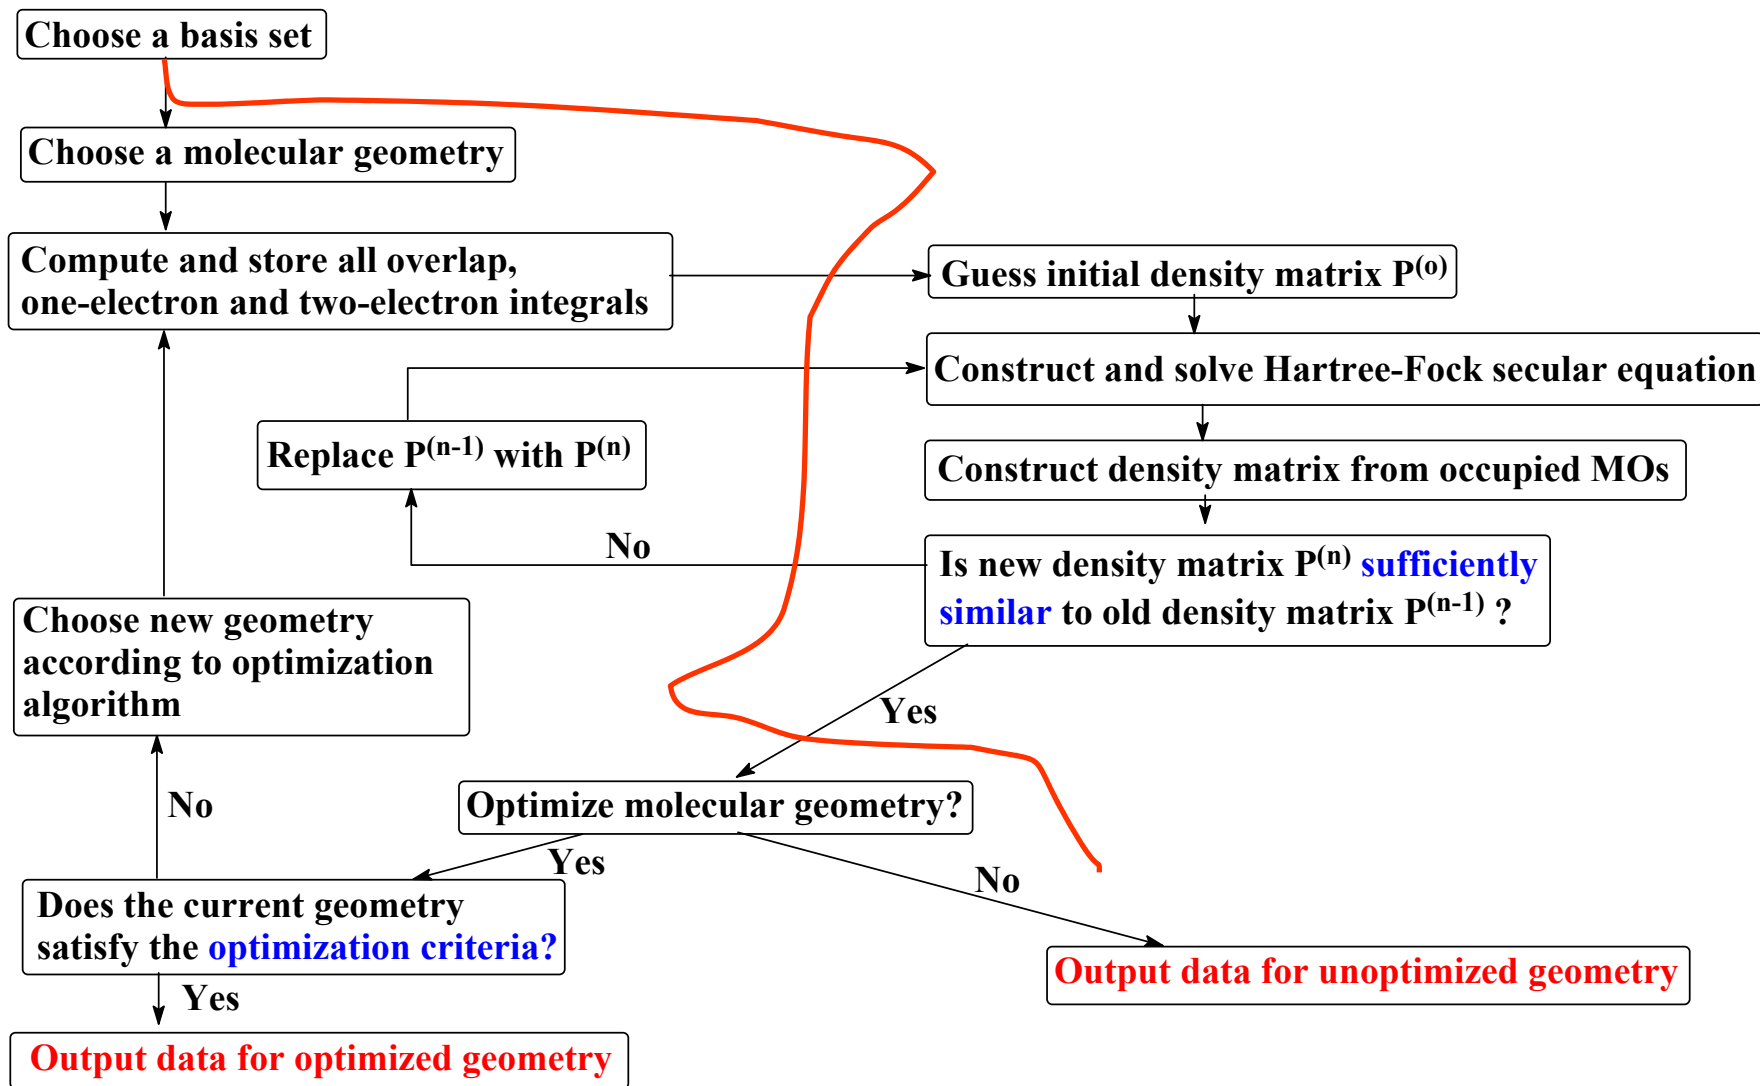 Choose a basis set
Choose a molecular geometry
Compute and store all overlap,
one-electron and two-electron integrals
Guess initial density matrix P(o)
Construct and solve Hartree-Fock secular equation
Replace P(n-1) with P(n)
Construct density matrix from occupied MOs
No
Is new density matrix P(n) sufficiently
similar to old density matrix P(n-1) ?
Choose new geometry
according to optimization
algorithm
Yes
No
Optimize molecular geometry?
Yes
No
Does the current geometry
satisfy the optimization criteria?
Output data for unoptimized geometry
Yes
Output data for optimized geometry